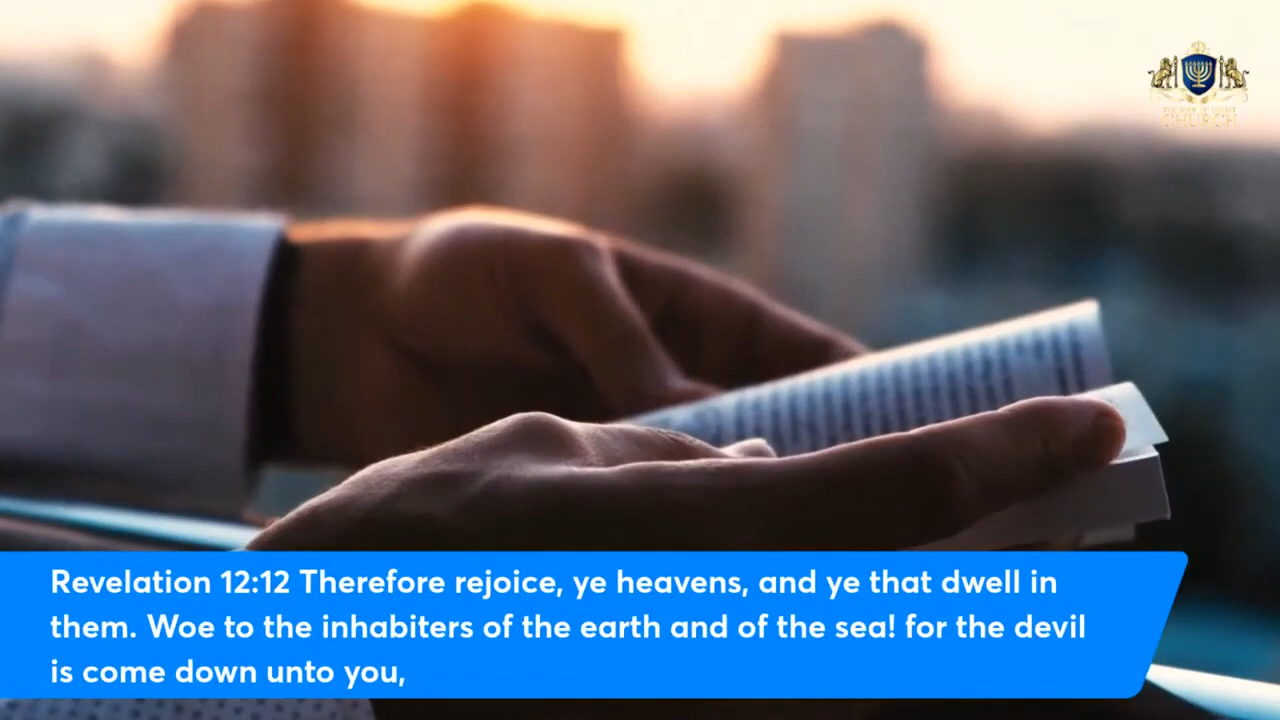 CHURCH
Revelation 12:12 Therefore rejoice, ye heavens, and ye that dwell in
them. Woe to the inhabiters of the earth and of the sea! for the devil
is come down unto you,